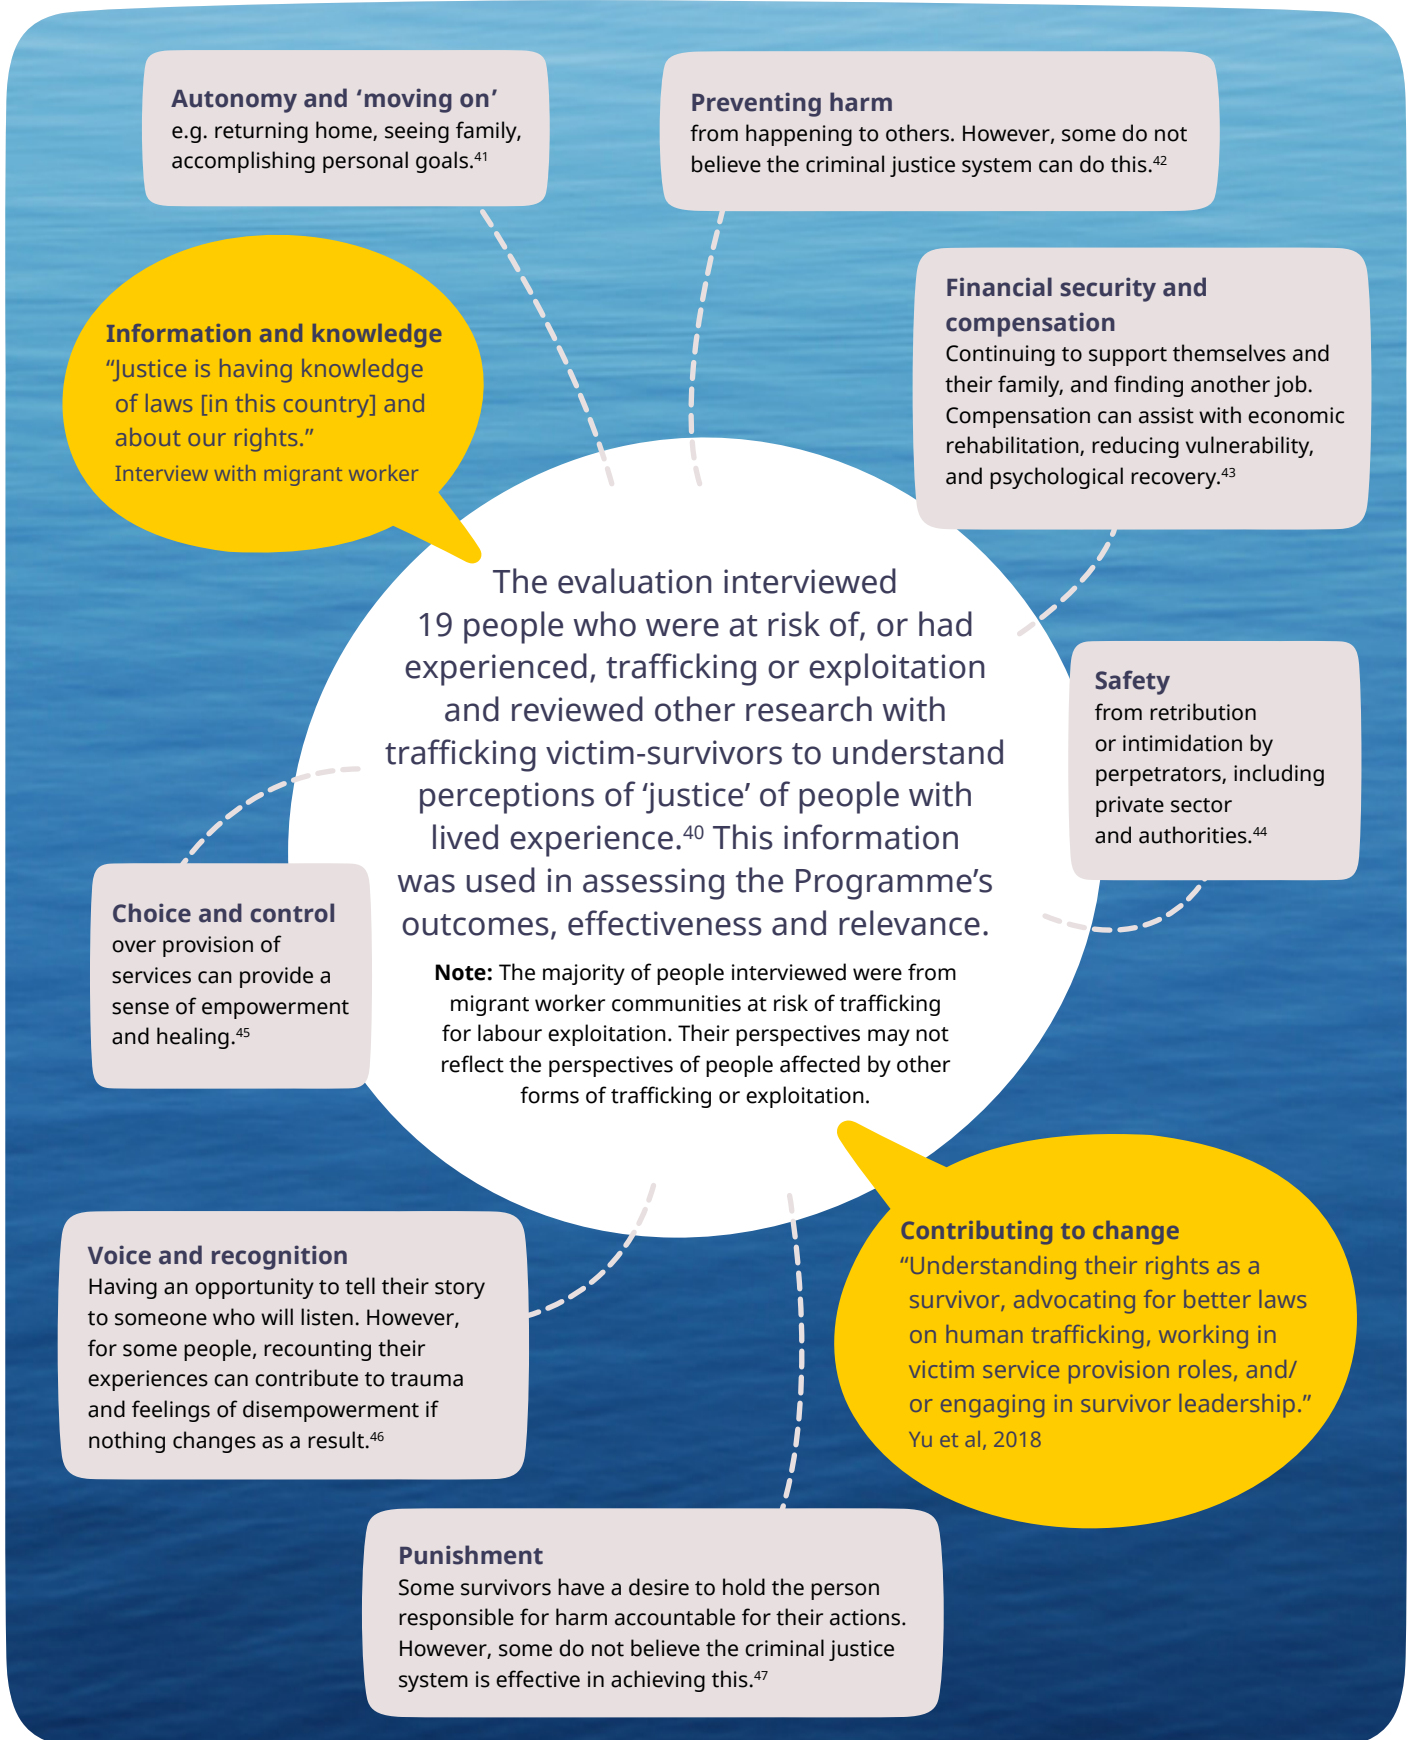 Autonomy and ‘moving on’
e.g. returning home, seeing family,
accomplishing personal goals.41
Preventing harm
from happening to others. However, some do not
believe the criminal justice system can do this.42
Information and knowledge
“Justice is having knowledge
of laws [in this country] and
about our rights.”
Interview with migrant worker
Financial security and
compensation
Continuing to support themselves and
their family, and finding another job.
Compensation can assist with economic
rehabilitation, reducing vulnerability,
and psychological recovery.43
The evaluation interviewed
19 people who were at risk of, or had
experienced, trafficking or exploitation
and reviewed other research with
trafficking victim-survivors to understand
perceptions of ‘justice’ of people with
lived experience.40 This information
was used in assessing the Programme’s
outcomes, effectiveness and relevance.
Note: The majority of people interviewed were from
migrant worker communities at risk of trafficking
for labour exploitation. Their perspectives may not
reflect the perspectives of people affected by other
forms of trafficking or exploitation.
Safety
from retribution
or intimidation by
perpetrators, including
private sector
and authorities.44
Choice and control
over provision of
services can provide a
sense of empowerment
and healing.45
Contributing to change
“Understanding their rights as a
survivor, advocating for better laws
on human trafficking, working in
victim service provision roles, and/
or engaging in survivor leadership.”
Yu et al, 2018
Voice and recognition
Having an opportunity to tell their story
to someone who will listen. However,
for some people, recounting their
experiences can contribute to trauma
and feelings of disempowerment if
nothing changes as a result.46
Punishment
Some survivors have a desire to hold the person
responsible for harm accountable for their actions.
However, some do not believe the criminal justice
system is effective in achieving this.47